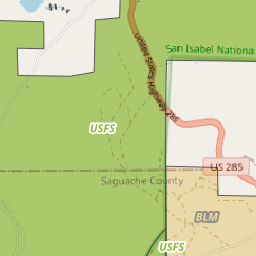 San Isabel Nationa
United States Highway 285
USFS
US 285
Saguache County
BLM
USFS